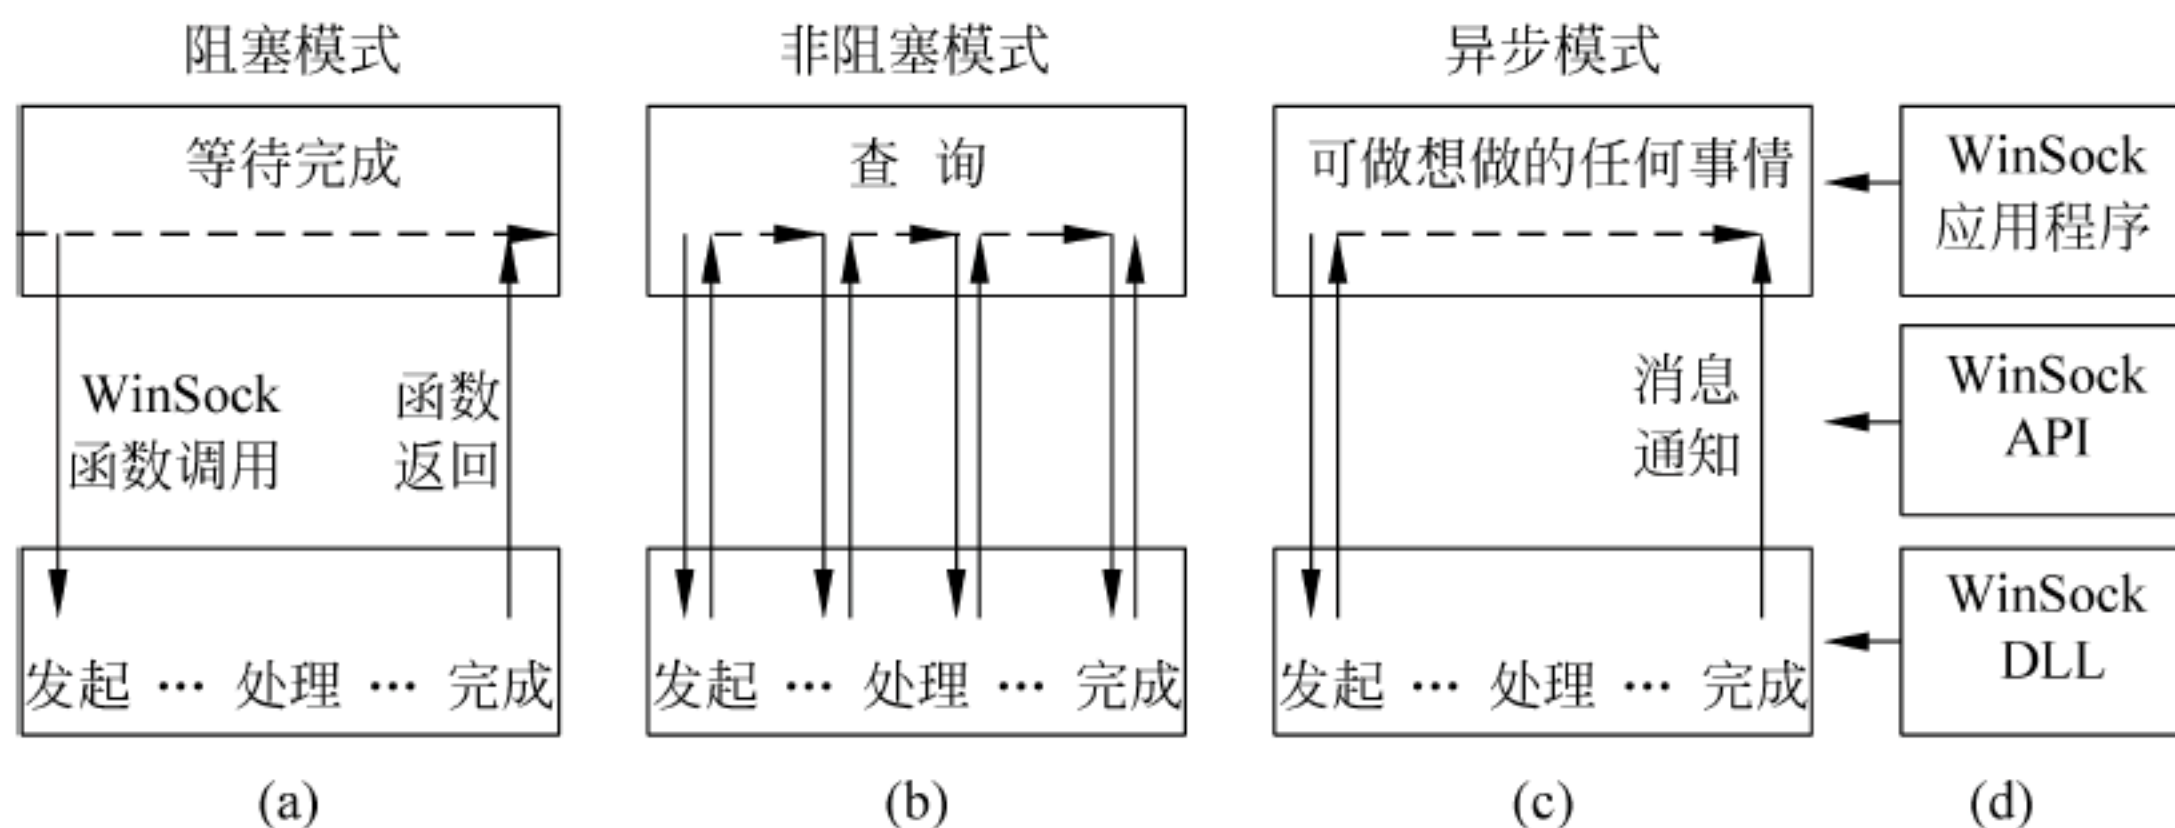 阻塞模式
非阻塞模式
异步模式
等待完成
查 询
可做想做的任何事情
WinSock
应用程序
WinSock
函数调用
函数
返回
消息
通知
WinSock
API
发起 … 处理 … 完成
发起 … 处理 … 完成
发起 … 处理 … 完成
WinSock
DLL
(a)
(b)
(c)
(d)